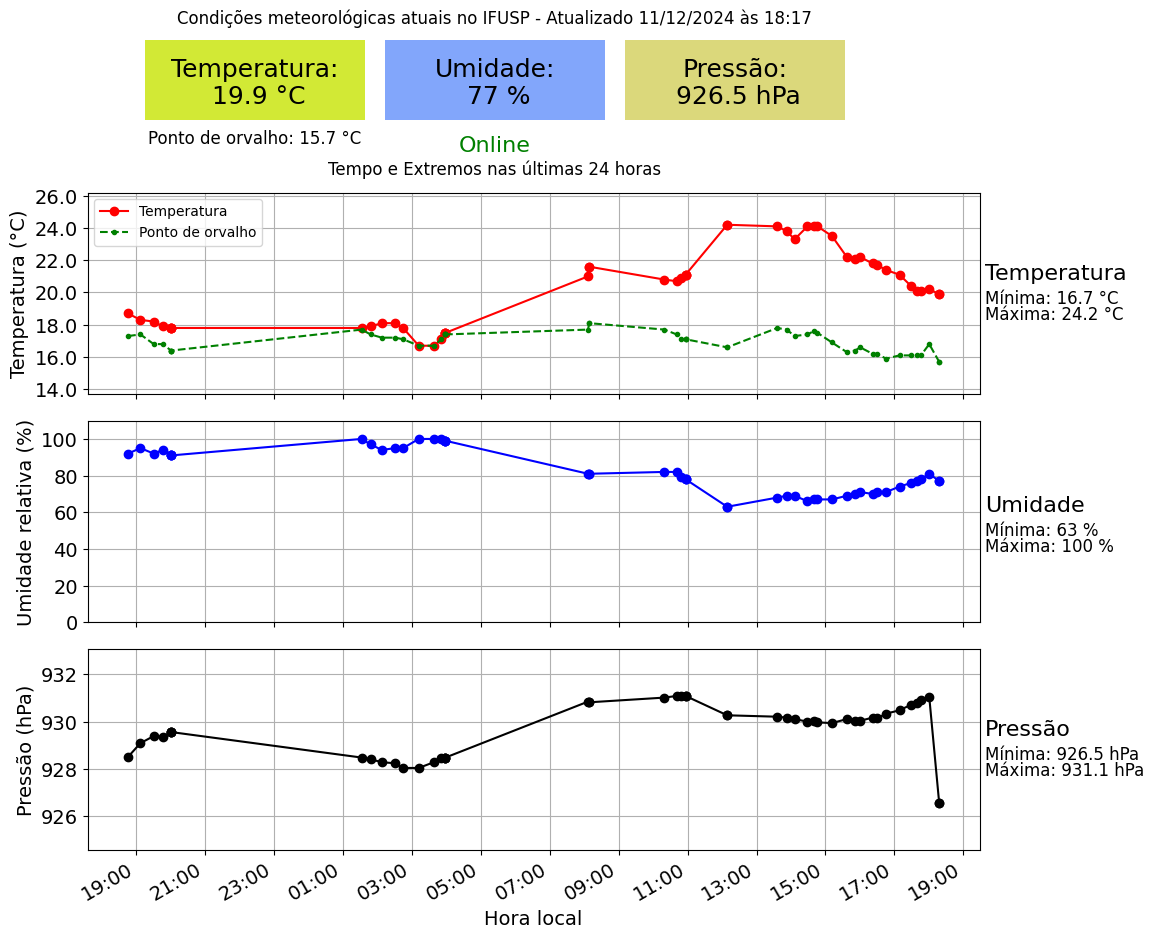 Condições meteorológicas atuais no IFUSP - Atualizado 11/12/2024 às 18:17
Temperatura:
19.9 °C
Umidade:
77 %
Pressão:
926.5 hPa
Ponto de orvalho: 15.7 °C
Online
Tempo e Extremos nas últimas 24 horas
Temperatura (°C)
26.0
24.0
22.0
20.0
18.0
16.0
14.0
Temperatura
Ponto de orvalho
Temperatura
Mínima: 16.7 °C
Máxima: 24.2 °C
Umidade relativa (%)
100
80
60
40
20
0
Umidade
Mínima: 63 %
Máxima: 100 %
Pressão (hPa)
932
930
928
926
Pressão
Mínima: 926.5 hPa
Máxima: 931.1 hPa
19:00
21:00
23:00
01:00
03:00
05:00
07:00
09:00
11:00
13:00
15:00
17:00
19:00
Hora local